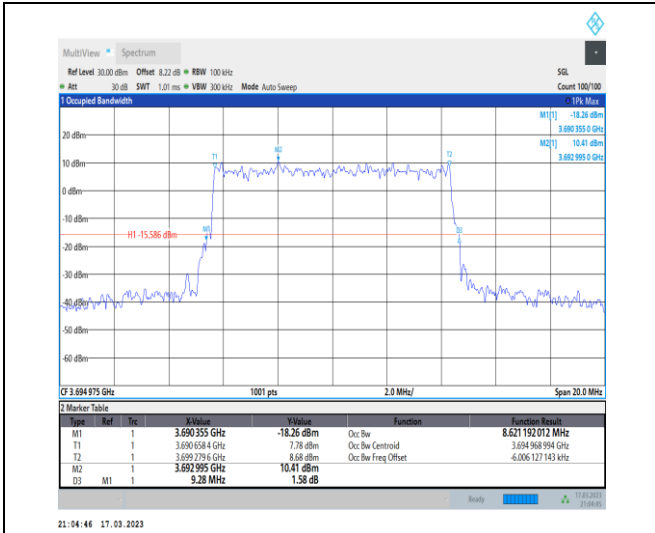 MultiView Spectrum
Ref Level 30.00 dBm Offset 8.22 dB RBW 100 kHz SGL
Att 30 dB SWT 1.01 ms VBW 300 kHz Mode Auto Sweep Count 100/100
1 Occupied Bandwidth 1Pk Max
M1[1] -18.26 dBm
3.690 355 0 GHz
20 dBm M2[1] 10.41 dBm
M2 T2 3.692 995 0 GHz
T1
10 dBm
0 dBm
-10 dBm
M1 D3
H1 -15.586 dBm
-20 dBm
-30 dBm
-40 dBm
-50 dBm
-60 dBm
CF 3.694 975 GHz 1001 pts 2.0 MHz/ Span 20.0 MHz
2 Marker Table
Type Ref Trc X-Value Y-Value Function Function Result
M1 1 3.690 355 GHz -18.26 dBm Occ Bw 8.621 192 012 MHz
T1 1 3.690 658 4 GHz 7.78 dBm Occ Bw Centroid 3.694 968 994 GHz
T2 1 3.699 279 6 GHz 8.68 dBm Occ Bw Freq Offset -6.006 127 143 kHz
M2 1 3.692 995 GHz 10.41 dBm
D3 M1 1 9.28 MHz 1.58 dB
Ready 17.03.2023
21:04:45
21:04:46 17.03.2023